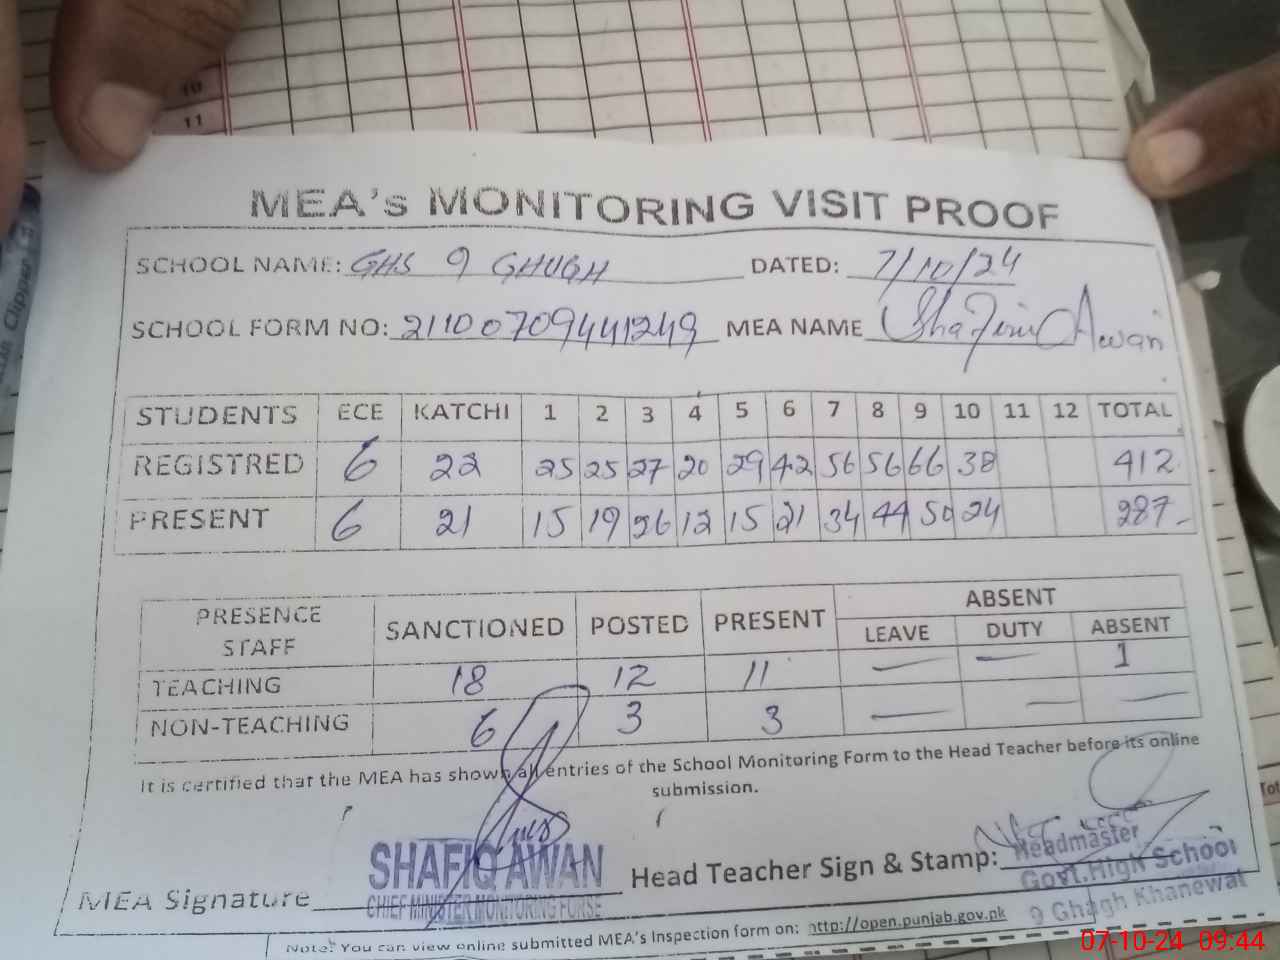 10
11
MEA's MONITORING VISIT PROOF
SCHOOL NAME: GHS 9 GHUGH DATED: 7/10/24
SCHOOL FORM NO: 21100709441249 MEA NAME Shafiq Awan
STUDENTS ECE KATCHI 1 2 3 4 5 6 7 8 9 10 11 12 TOTAL
REGISTRED 6 22 25 25 27 20 29 42 56 56 66 38 412
PRESENT 6 21 15 19 26 12 15 21 34 44 50 24 287
PRESENCE STAFF SANCTIONED POSTED PRESENT ABSENT
LEAVE DUTY ABSENT
TEACHING 18 12 11 — — 1
NON-TEACHING 6 3 3 — — —
It is certified that the MEA has shown all entries of the School Monitoring Form to the Head Teacher before its online
submission.
SHAFIQ AWAN
CHIEF MINISTER MONITORING FORSE
MEA Signature
Head Teacher Sign & Stamp:
Headmaster
Govt. High School
9 Ghagh Khanewal
Note: You can view online submitted MEA's Inspection form on: http://open.punjab.gov.pk
Clipper
07-10-24 09:44